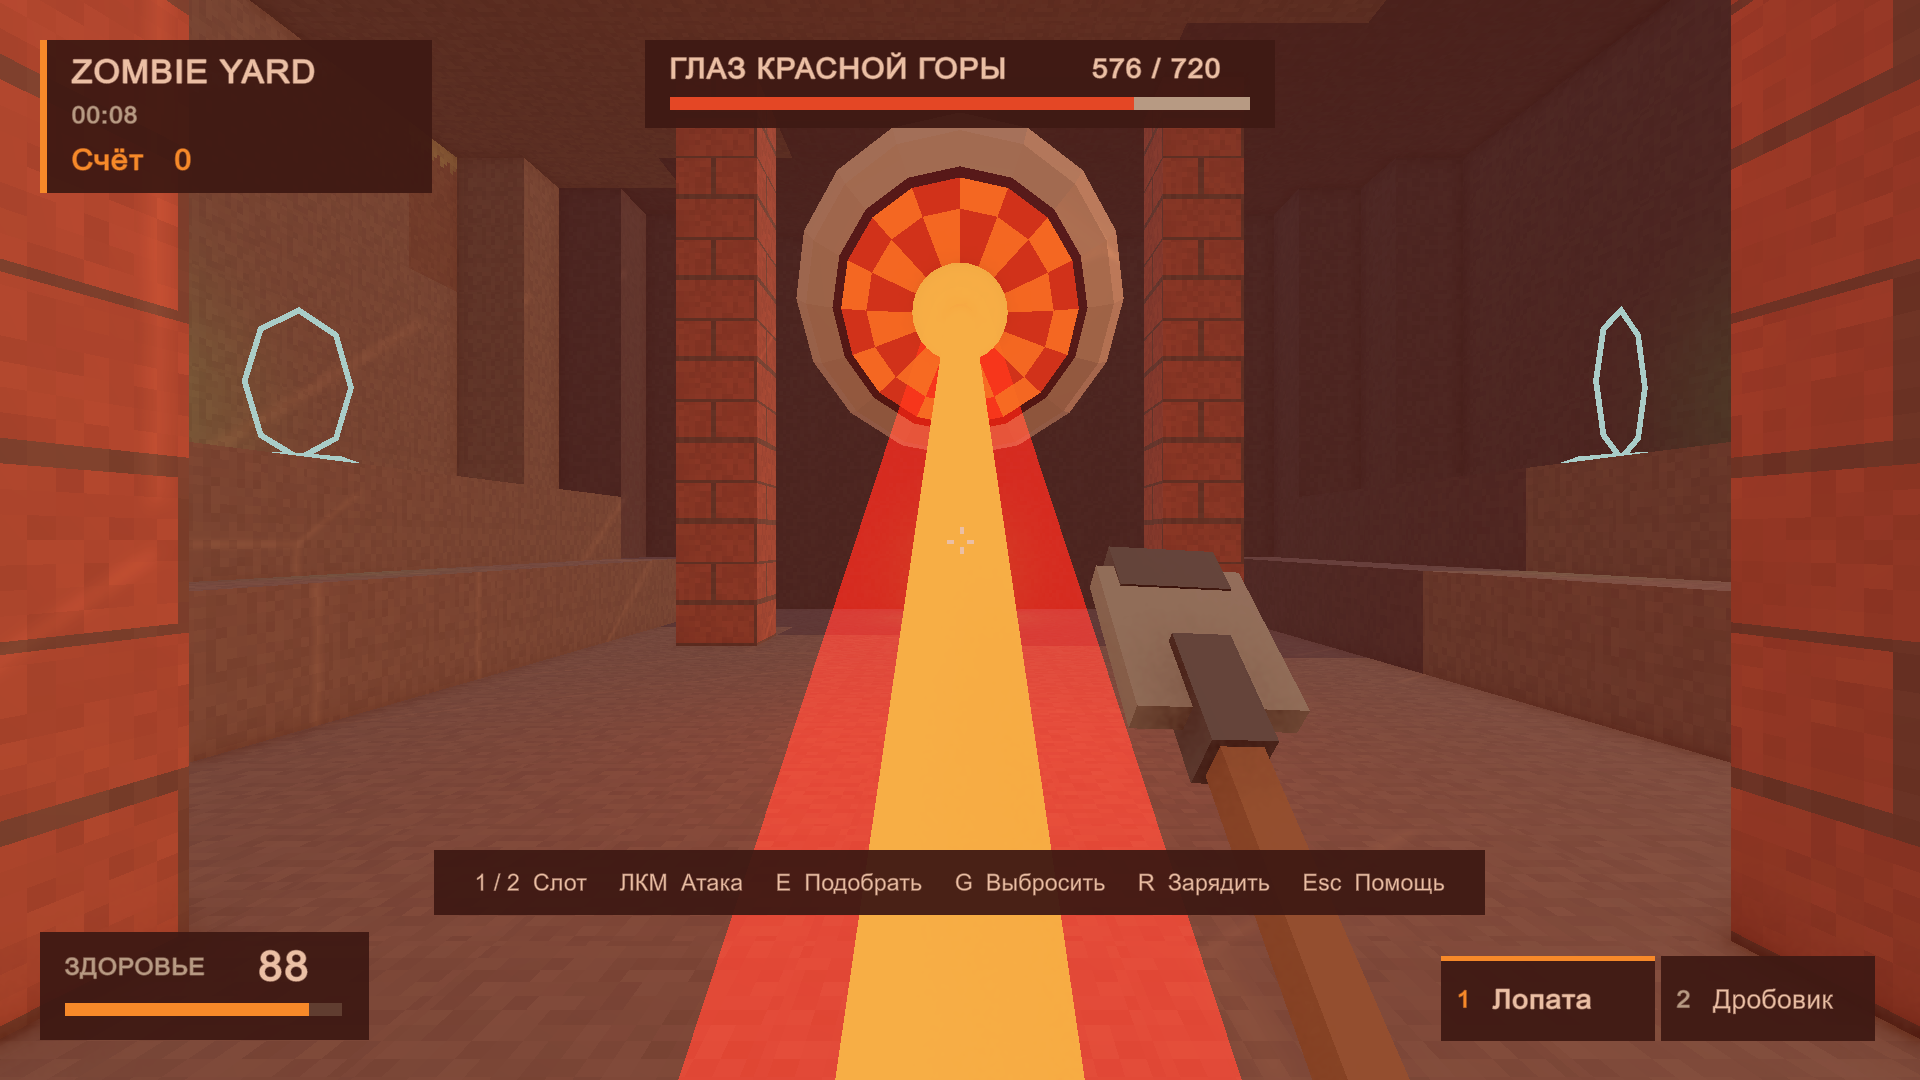 ZOMBIE YARD
00:08
Счёт 0
ГЛАЗ КРАСНОЙ ГОРЫ 576 / 720
1 / 2 Слот ЛКМ Атака E Подобрать G Выбросить R Зарядить Esc Помощь
ЗДОРОВЬЕ 88
1 Лопата
2 Дробовик